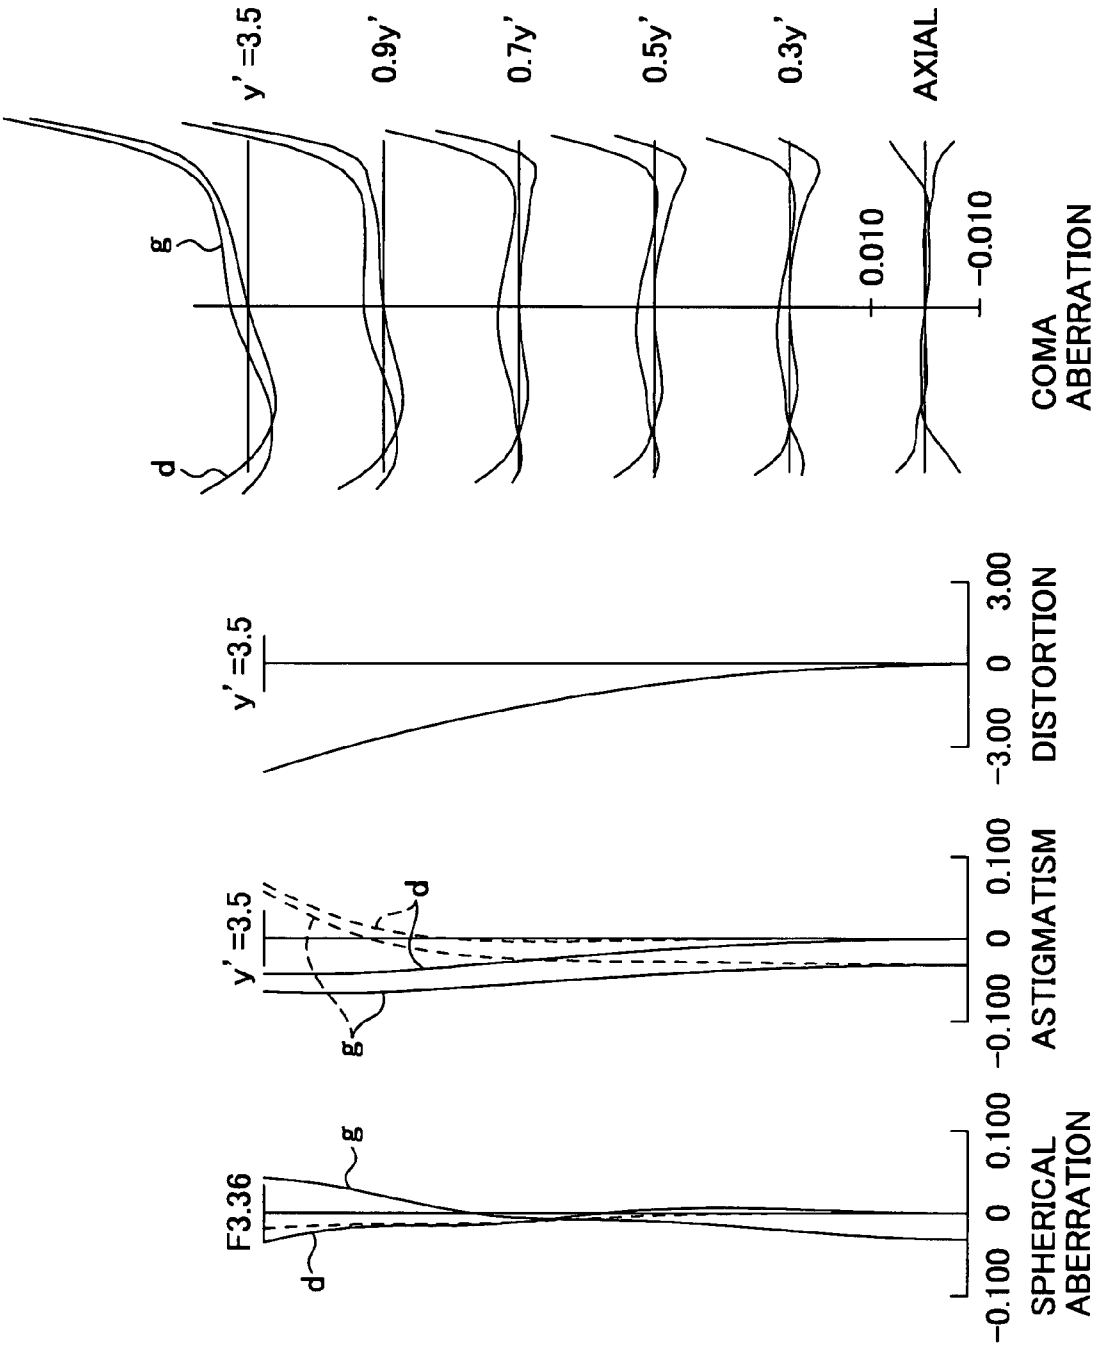 F3.36
g
d
-0.100
0
0.100
SPHERICAL
ABERRATION
y' =3.5
g
d
-0.100
0
0.100
ASTIGMATISM
y' =3.5
-3.00
0
3.00
DISTORTION
d
g
y' =3.5
0.9y'
0.7y'
0.5y'
0.3y'
AXIAL
0.010
-0.010
COMA
ABERRATION